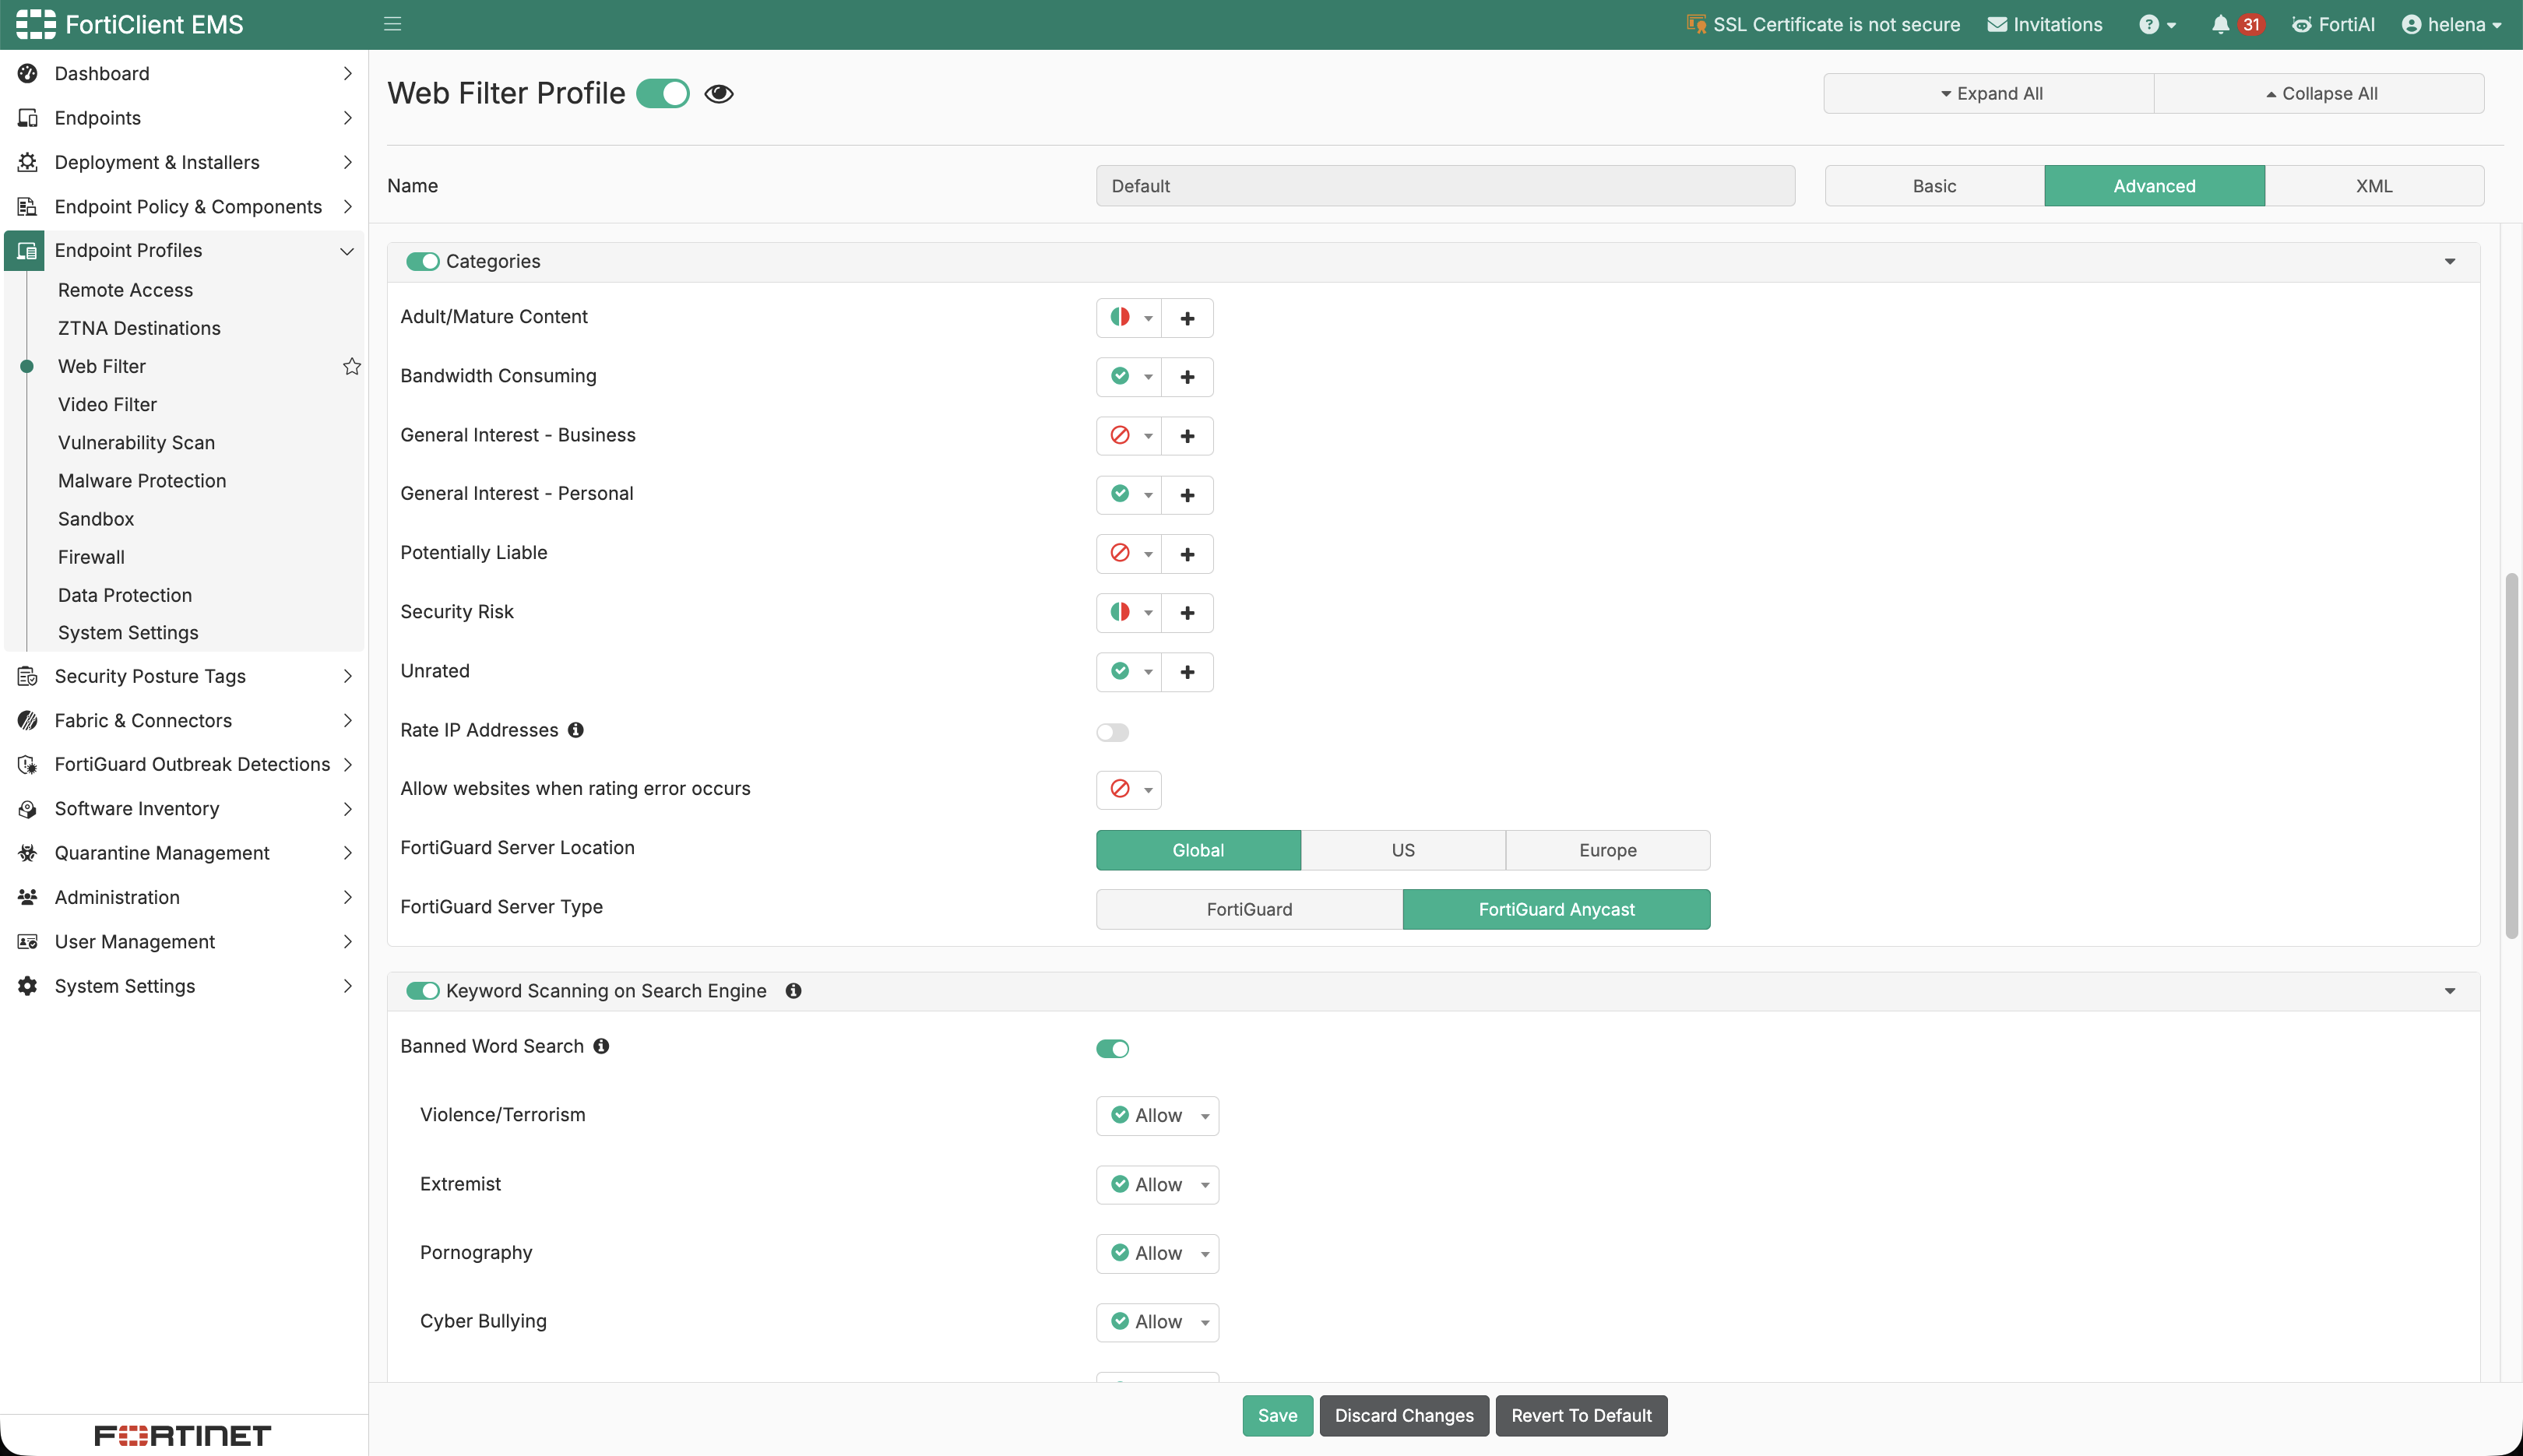 FortiClient EMS
SSL Certificate is not secure
Invitations
31
FortiAI
helena
Dashboard
Endpoints
Deployment & Installers
Endpoint Policy & Components
Endpoint Profiles
Remote Access
ZTNA Destinations
Web Filter
Video Filter
Vulnerability Scan
Malware Protection
Sandbox
Firewall
Data Protection
System Settings
Security Posture Tags
Fabric & Connectors
FortiGuard Outbreak Detections
Software Inventory
Quarantine Management
Administration
User Management
System Settings
FORTINET
Web Filter Profile
Expand All
Collapse All
Name
Default
Basic
Advanced
XML
Categories
Adult/Mature Content
Bandwidth Consuming
General Interest - Business
General Interest - Personal
Potentially Liable
Security Risk
Unrated
Rate IP Addresses
Allow websites when rating error occurs
FortiGuard Server Location
Global
US
Europe
FortiGuard Server Type
FortiGuard
FortiGuard Anycast
Keyword Scanning on Search Engine
Banned Word Search
Violence/Terrorism
Allow
Extremist
Allow
Pornography
Allow
Cyber Bullying
Allow
Save
Discard Changes
Revert To Default